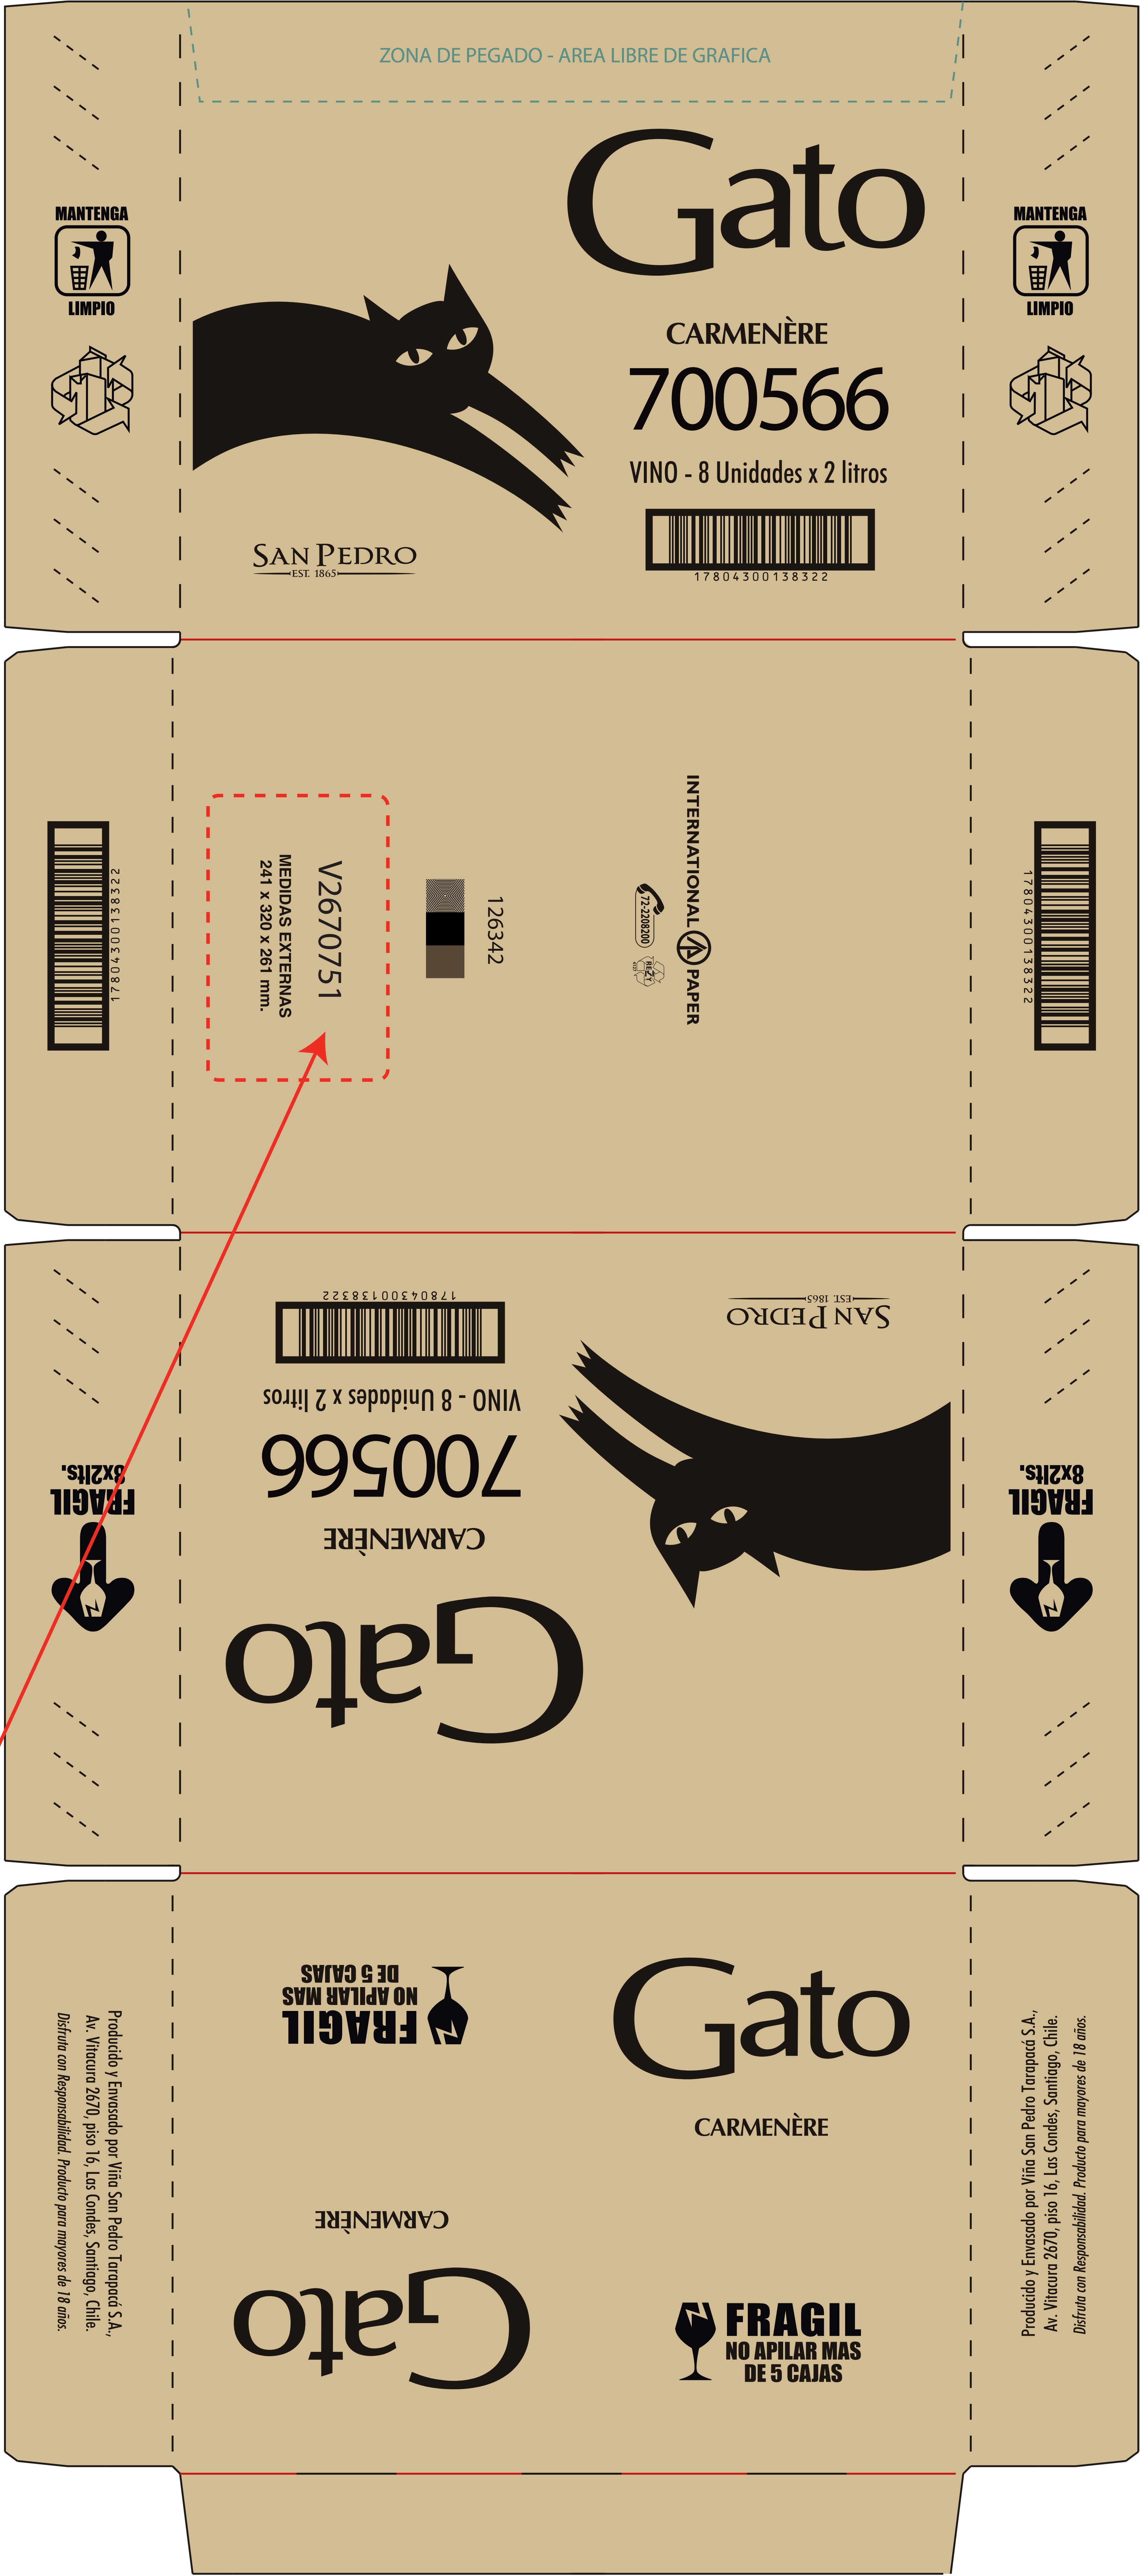 ZONA DE PEGADO - AREA LIBRE DE GRAFICA
Gato
MANTENGA
LIMPIO
MANTENGA
LIMPIO
CARMENÈRE
700566
VINO - 8 Unidades x 2 litros
17804300138322
SAN PEDRO
EST. 1865
17804300138322
V2670751
MEDIDAS EXTERNAS
241 x 320 x 261 mm.
126342
INTERNATIONAL PAPER
72-2208200
RESY
17804300138322
SAN PEDRO
EST. 1865
17804300138322
VINO - 8 Unidades x 2 litros
700566
CARMENÈRE
Gato
FRAGIL
8x2lts.
FRAGIL
8x2lts.
FRAGIL
NO APILAR MAS
DE 5 CAJAS
Gato
CARMENÈRE
Producido y Envasado por Viña San Pedro Tarapacá S.A.,
Av. Vitacura 2670, piso 16, Las Condes, Santiago, Chile.
Disfruta con Responsabilidad. Producto para mayores de 18 años.
Producido y Envasado por Viña San Pedro Tarapacá S.A.,
Av. Vitacura 2670, piso 16, Las Condes, Santiago, Chile.
Disfruta con Responsabilidad. Producto para mayores de 18 años.
Gato
CARMENÈRE
FRAGIL
NO APILAR MAS
DE 5 CAJAS